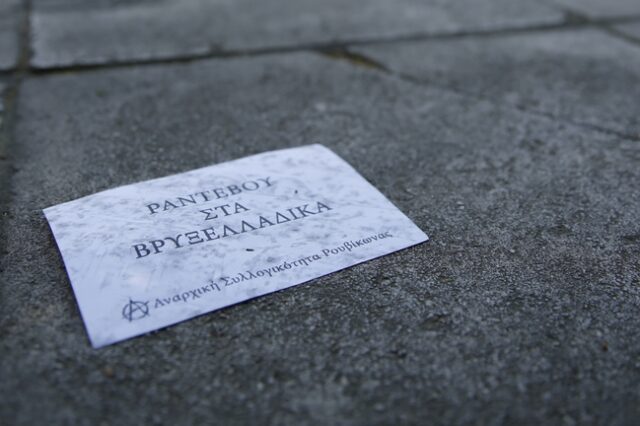 ΡΑΝΤΕΒΟΥ
ΣΤΑ
ΒΡΥΞΕΛΛΑΔΙΚΑ
Αναρχική Συλλογικότητα Ρουβίκωνας